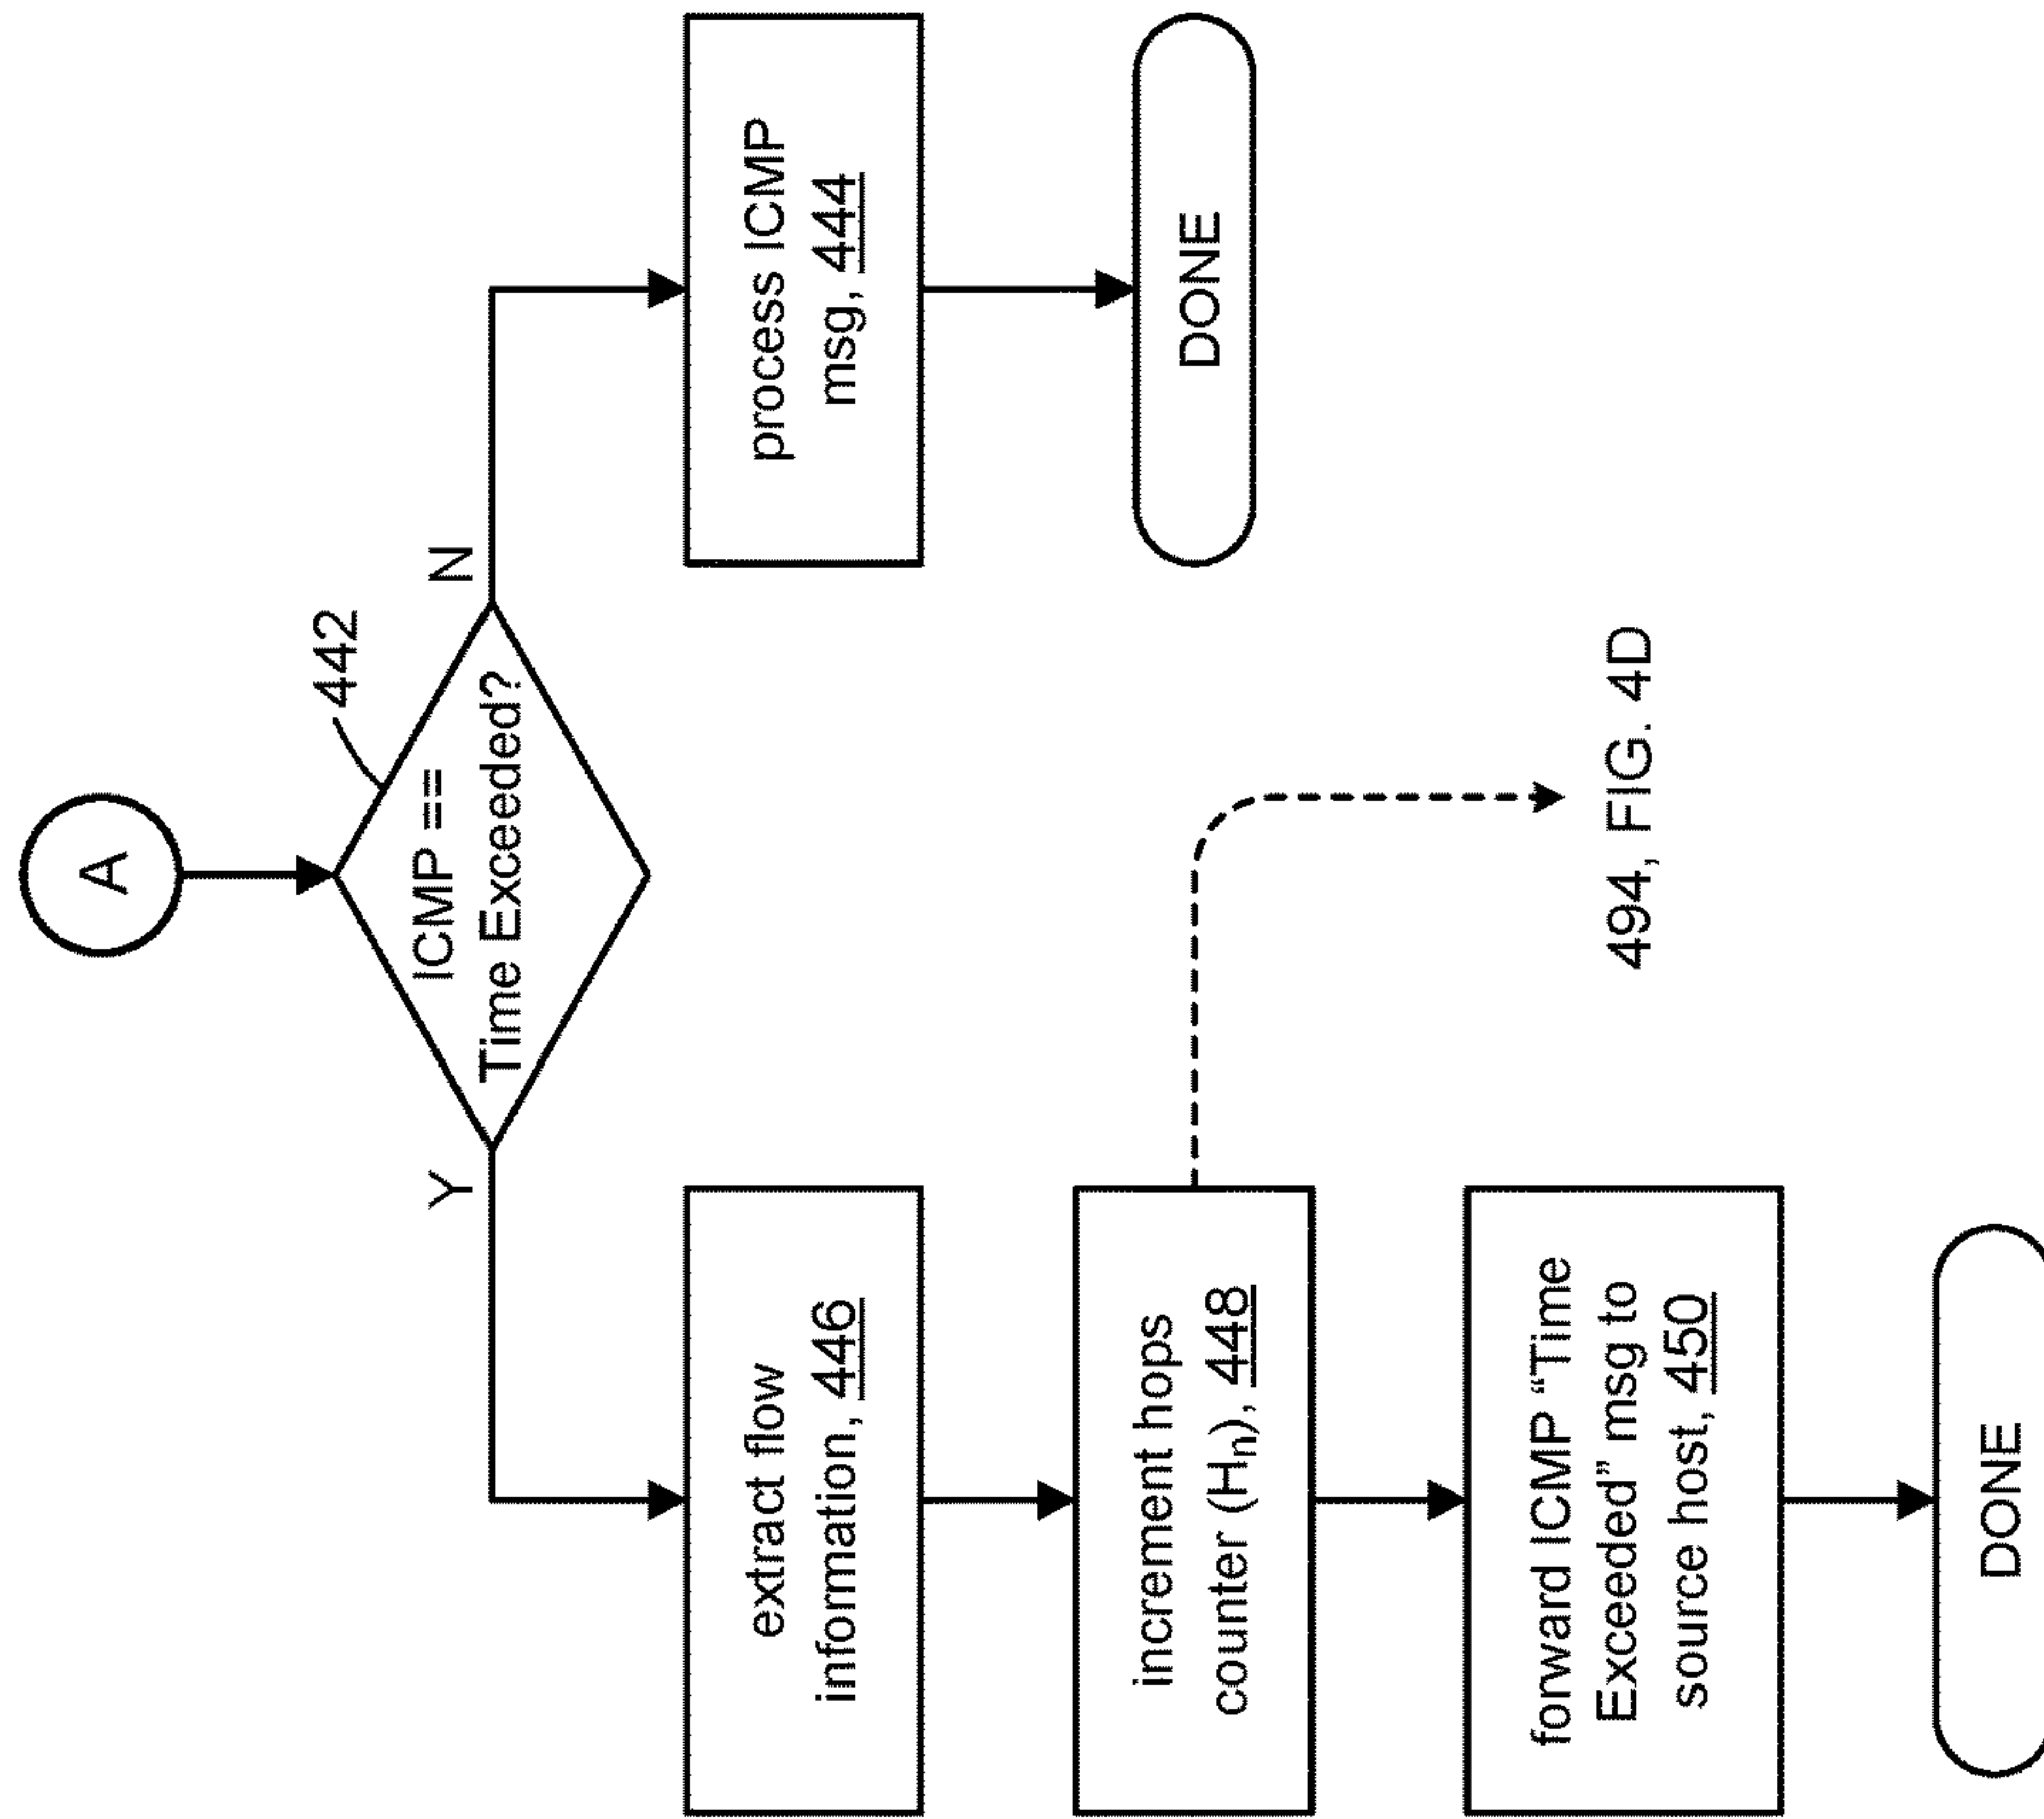 A
442
ICMP ==
Time Exceeded?
Y
N
extract flow
information, 446
process ICMP
msg, 444
increment hops
counter (Hn), 448
DONE
494, FIG. 4D
forward ICMP “Time
Exceeded” msg to
source host, 450
DONE